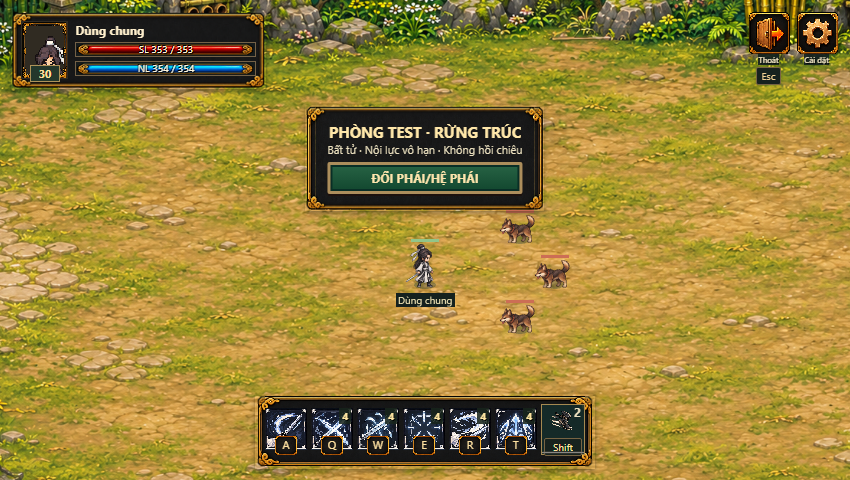 Dùng chung
SL 353 / 353
NL 354 / 354
30
Thoát
Cài đặt
Esc
PHÒNG TEST · RỪNG TRÚC
Bất tử · Nội lực vô hạn · Không hồi chiêu
ĐỔI PHÁI/HỆ PHÁI
Dùng chung
4 4 4 4 4 2
A Q W E R T Shift